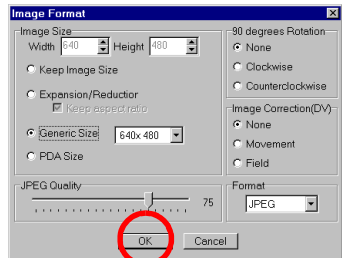 Image Format
Image Size
Width 640 Height 480
Keep Image Size
Expansion/Reductior
Keep aspect ratio
Generic Size 640x 480
PDA Size
90 degrees Rotation
None
Clockwise
Counterclockwise
Image Correction(DV)
None
Movement
Field
JPEG Quality
75
Format
JPEG
OK Cancel